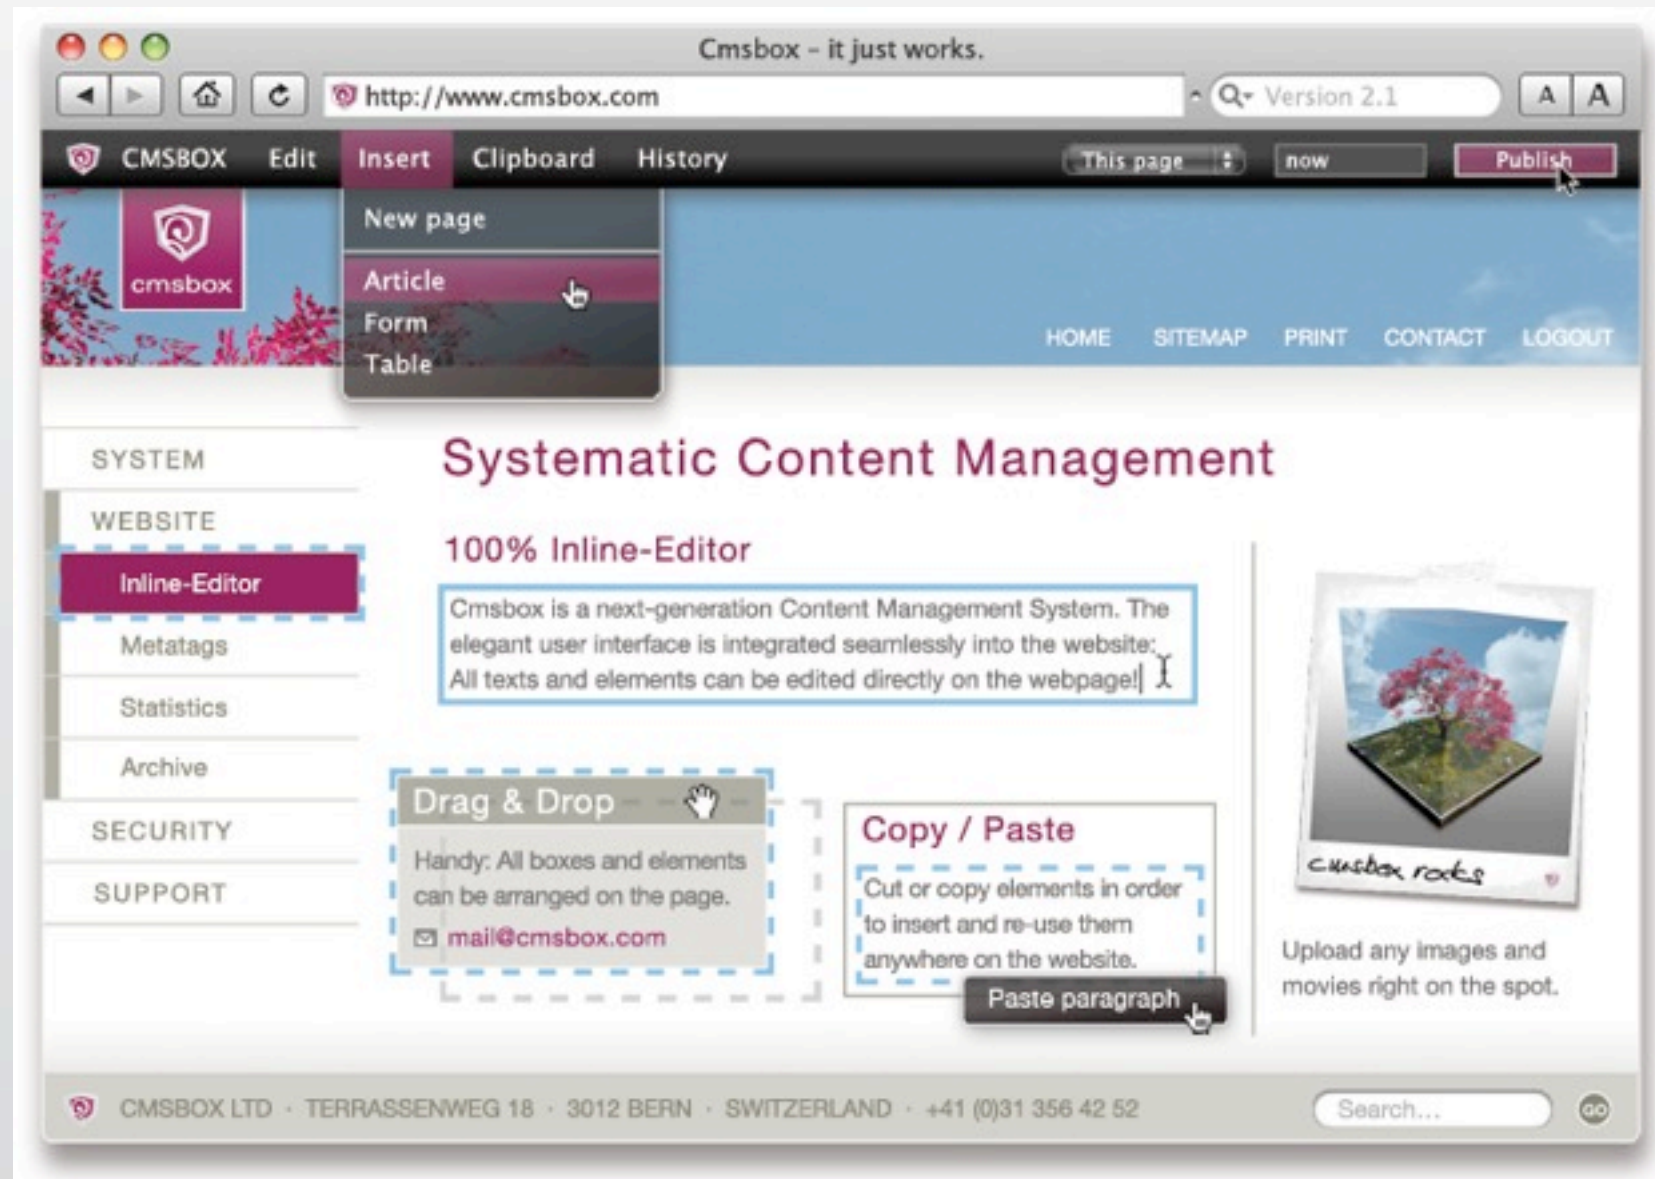 Cmsbox – it just works.
http://www.cmsbox.com
Version 2.1
A A
CMSBOX Edit Insert Clipboard History This page now Publish
cmsbox
New page
Article
Form
Table
HOME SITEMAP PRINT CONTACT LOGOUT
SYSTEM
WEBSITE
Inline-Editor
Metatags
Statistics
Archive
SECURITY
SUPPORT
Systematic Content Management
100% Inline-Editor
Cmsbox is a next-generation Content Management System. The
elegant user interface is integrated seamlessly into the website:
All texts and elements can be edited directly on the webpage!
Drag & Drop
Handy: All boxes and elements
can be arranged on the page.
mail@cmsbox.com
Copy / Paste
Cut or copy elements in order
to insert and re-use them
anywhere on the website.
Paste paragraph
cmsbox rocks
Upload any images and
movies right on the spot.
CMSBOX LTD · TERRASSENWEG 18 · 3012 BERN · SWITZERLAND · +41 (0)31 356 42 52
Search...
GO